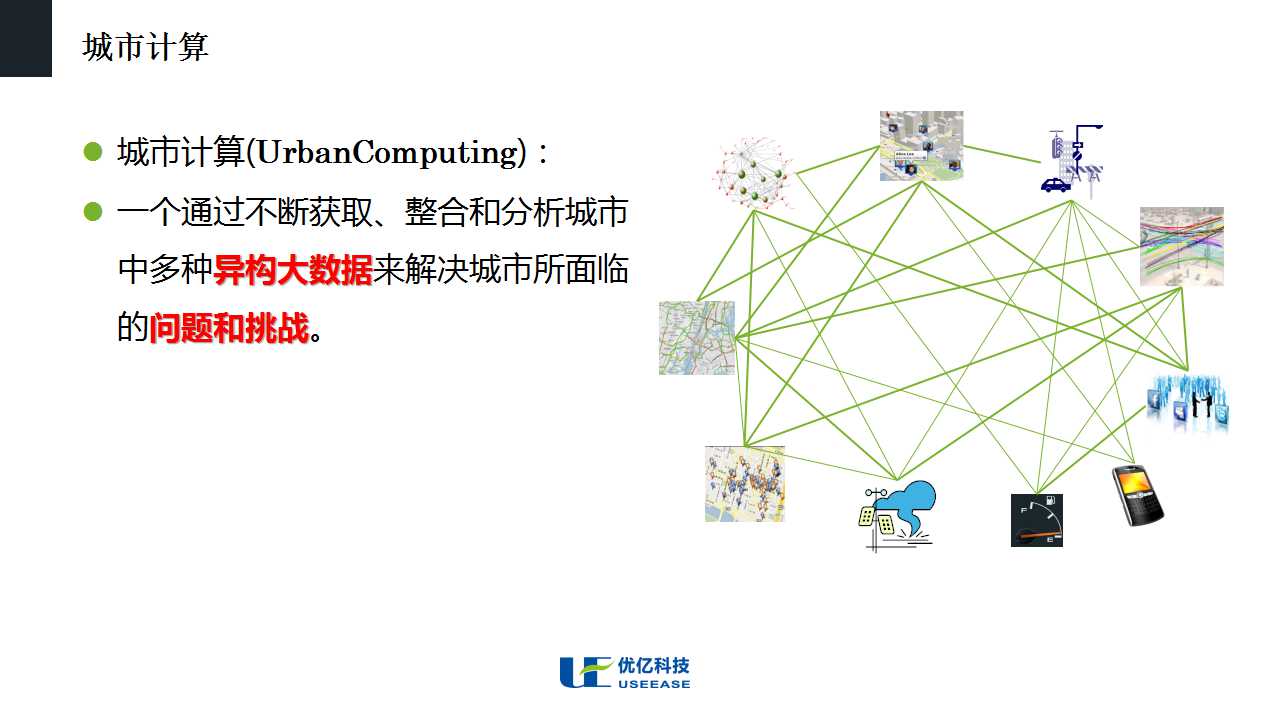 城市计算
城市计算(UrbanComputing)：
一个通过不断获取、整合和分析城市
中多种异构大数据来解决城市所面临
的问题和挑战。
F
E
优亿科技
USEEASE